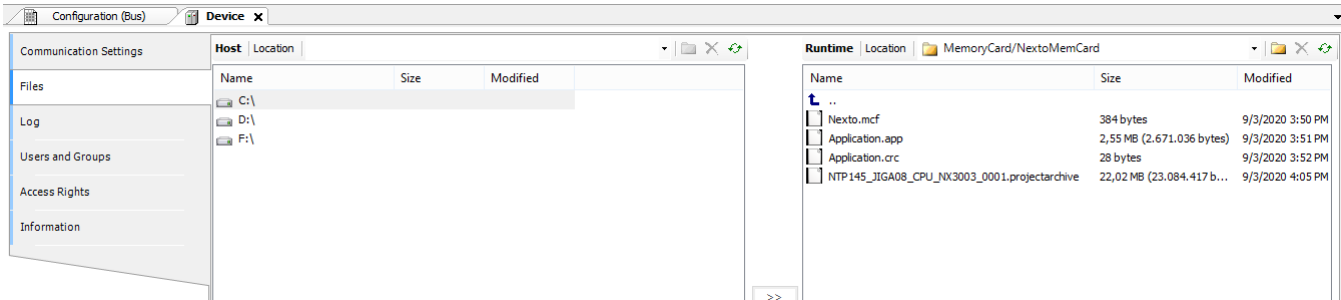 Configuration (Bus) Device
Communication Settings
Files
Log
Users and Groups
Access Rights
Information
Host Location
Name Size Modified
C:\
D:\
F:\
>>
Runtime Location MemoryCard/NextoMemCard
Name Size Modified
..
Nexto.mcf 384 bytes 9/3/2020 3:50 PM
Application.app 2,55 MB (2.671.036 bytes) 9/3/2020 3:51 PM
Application.crc 28 bytes 9/3/2020 3:52 PM
NTP145_JIGA08_CPU_NX3003_0001.projectarchive 22,02 MB (23.084.417 b... 9/3/2020 4:05 PM